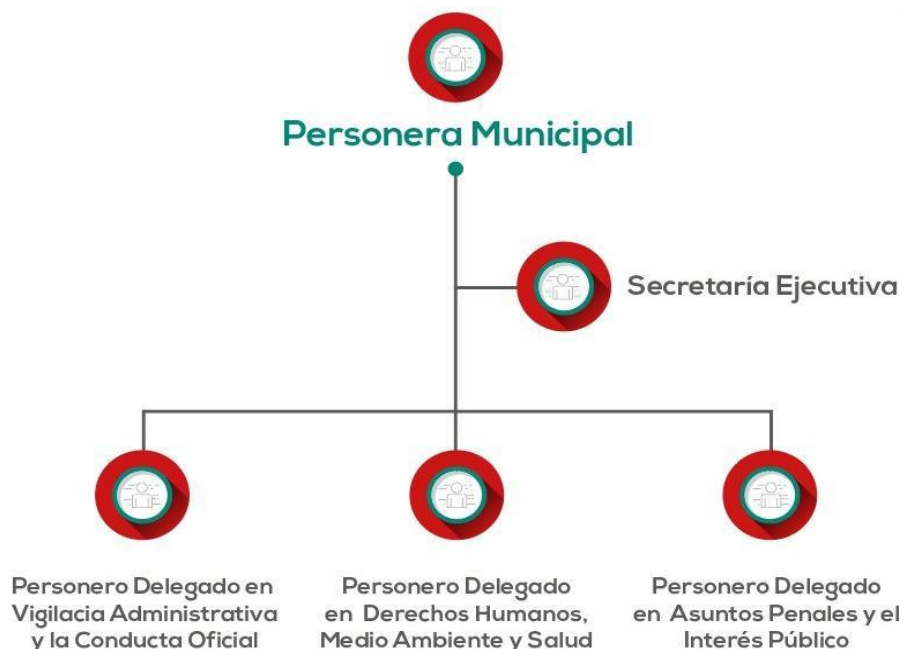 Personera Municipal
Secretaría Ejecutiva
Personero Delegado en
Vigilacia Administrativa
y la Conducta Oficial
Personero Delegado
en Derechos Humanos,
Medio Ambiente y Salud
Personero Delegado
en Asuntos Penales y el
Interés Público